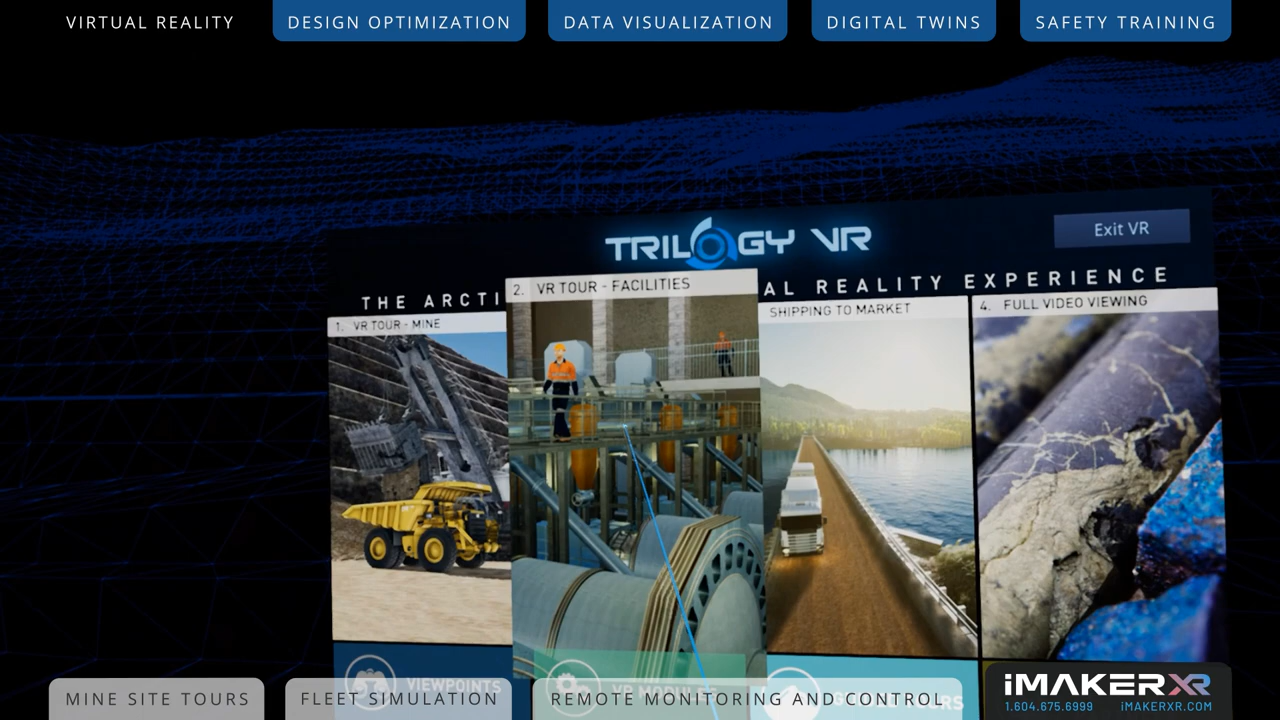 VIRTUAL REALITY
DESIGN OPTIMIZATION
DATA VISUALIZATION
DIGITAL TWINS
SAFETY TRAINING
TRILOGY VR
Exit VR
THE ARCTI
AL REALITY EXPERIENCE
1. VR TOUR - MINE
2. VR TOUR - FACILITIES
SHIPPING TO MARKET
4. FULL VIDEO VIEWING
VIEWPOINTS
MINE SITE TOURS
FLEET SIMULATION
REMOTE MONITORING AND CONTROL
iMAKERXR
1.604.675.6999 iMAKERXR.COM